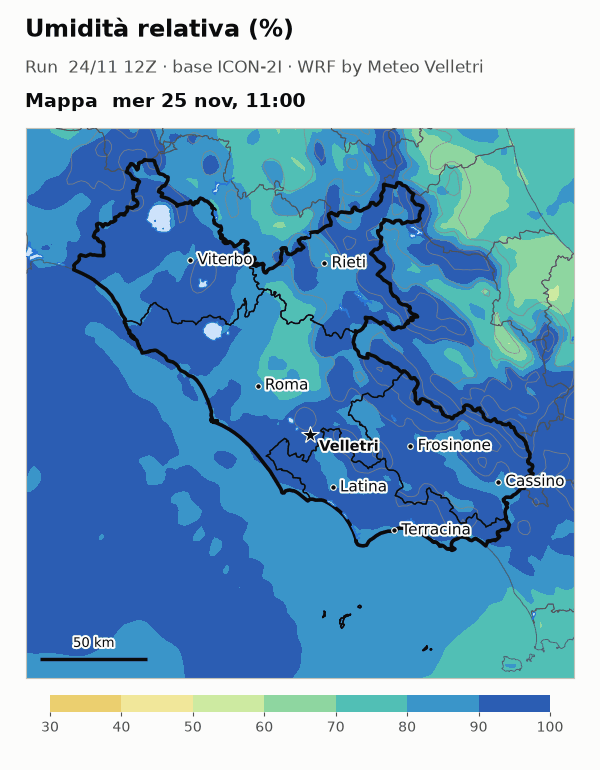 Umidità relativa (%)
Run  24/11 12Z · base ICON-2I · WRF by Meteo Velletri
Mappa  mer 25 nov, 11:00
Viterbo
Rieti
Roma
Velletri
Frosinone
Cassino
Latina
Terracina
50 km
30 40 50 60 70 80 90 100